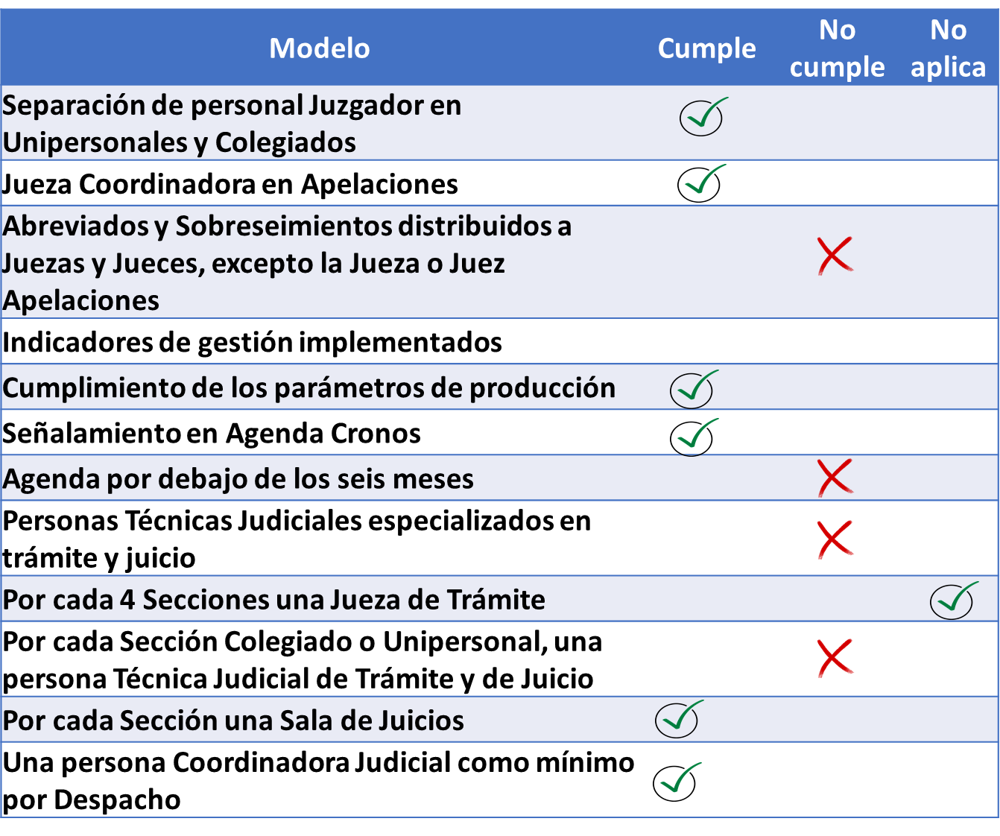 Modelo Cumple No cumple No aplica
Separación de personal Juzgador en
Unipersonales y Colegiados
Jueza Coordinadora en Apelaciones
Abreviados y Sobreseimientos distribuidos a
Juezas y Jueces, excepto la Jueza o Juez
Apelaciones
Indicadores de gestión implementados
Cumplimiento de los parámetros de producción
Señalamiento en Agenda Cronos
Agenda por debajo de los seis meses
Personas Técnicas Judiciales especializados en
trámite y juicio
Por cada 4 Secciones una Jueza de Trámite
Por cada Sección Colegiado o Unipersonal, una
persona Técnica Judicial de Trámite y de Juicio
Por cada Sección una Sala de Juicios
Una persona Coordinadora Judicial como mínimo
por Despacho